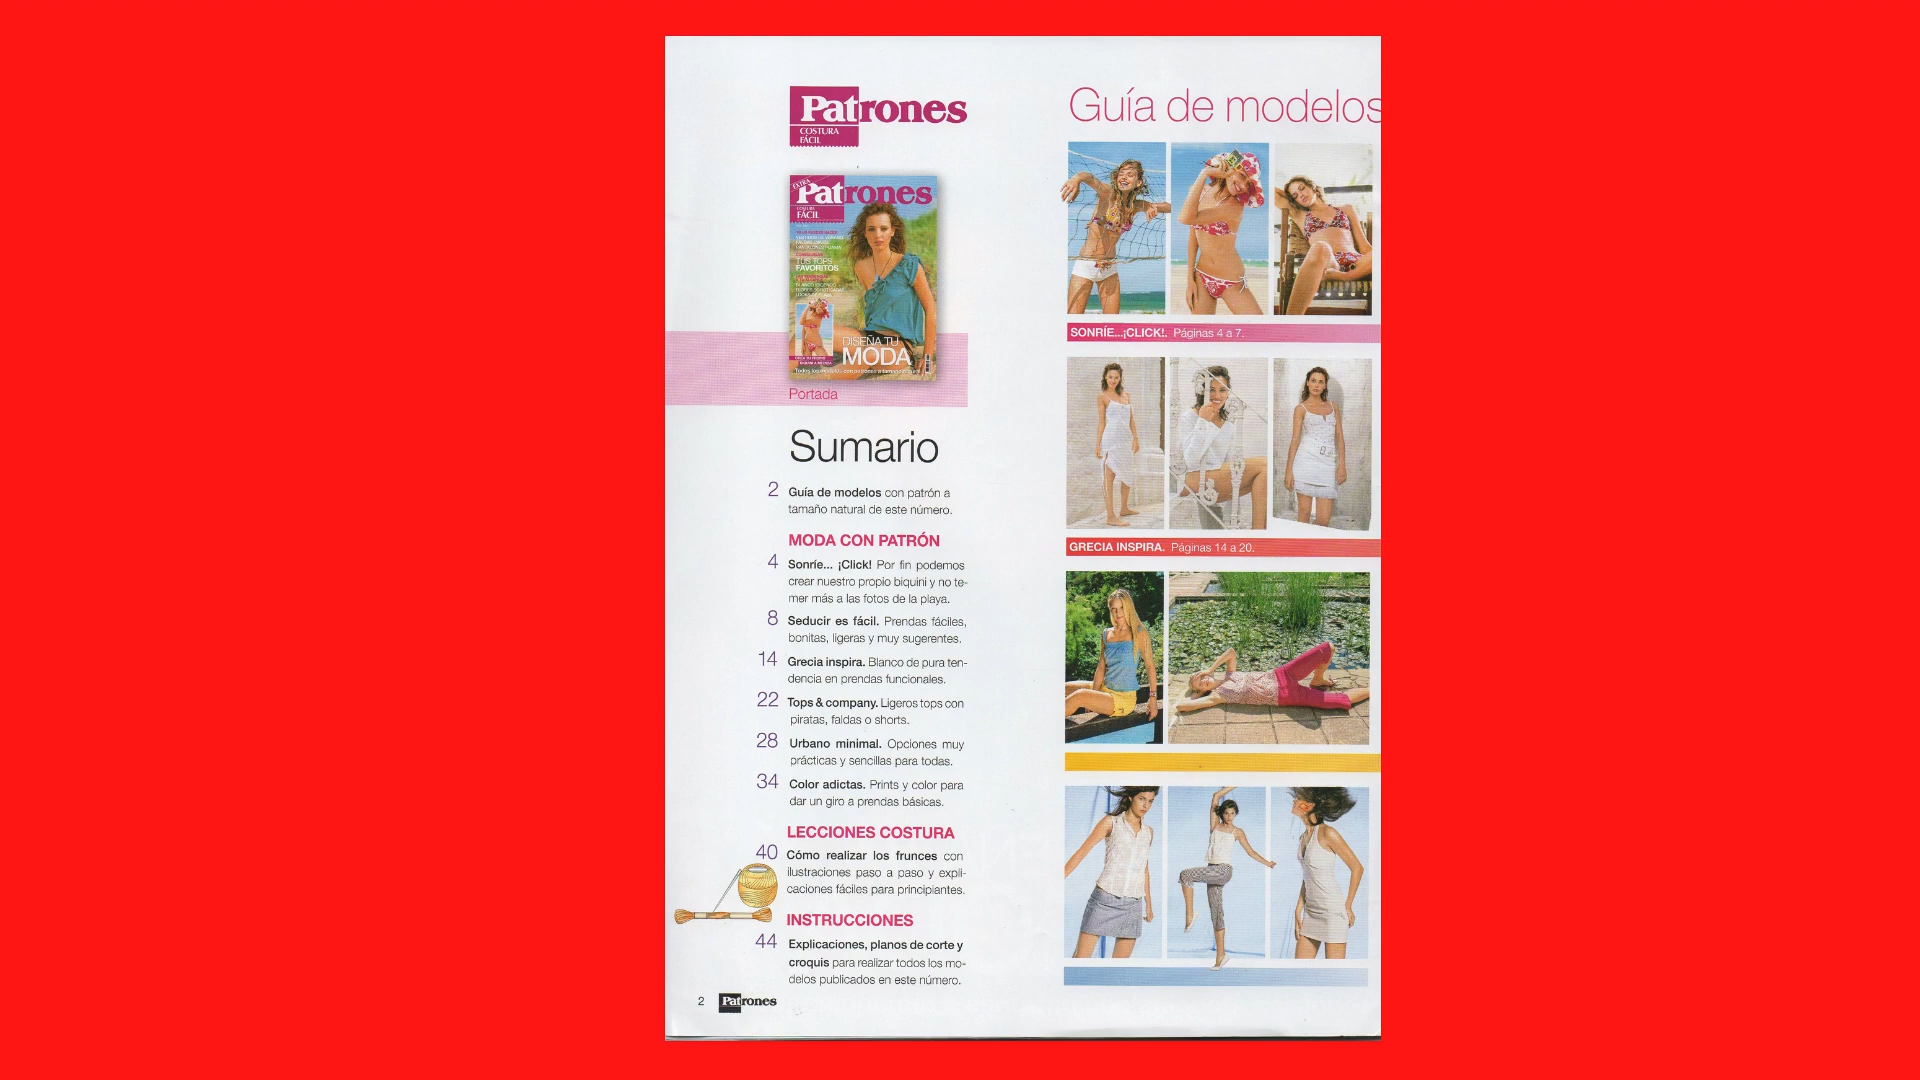 Patrones
COSTURA
FÁCIL
EXTRA
Patrones
COSTURA
FÁCIL
TUS TOPS
FAVORITOS
DISEÑA TU
MODA
Portada
Sumario
2 Guía de modelos con patrón a
tamaño natural de este número.
MODA CON PATRÓN
4 Sonríe... ¡Click! Por fin podemos
crear nuestro propio biquini y no te-
mer más a las fotos de la playa.
8 Seducir es fácil. Prendas fáciles,
bonitas, ligeras y muy sugerentes.
14 Grecia inspira. Blanco de pura ten-
dencia en prendas funcionales.
22 Tops & company. Ligeros tops con
piratas, faldas o shorts.
28 Urbano minimal. Opciones muy
prácticas y sencillas para todas.
34 Color adictas. Prints y color para
dar un giro a prendas básicas.
LECCIONES COSTURA
40 Cómo realizar los frunces con
ilustraciones paso a paso y expli-
caciones fáciles para principiantes.
INSTRUCCIONES
44 Explicaciones, planos de corte y
croquis para realizar todos los mo-
delos publicados en este número.
2 Patrones
Guía de modelos
SONRÍE...¡CLICK!. Páginas 4 a 7.
GRECIA INSPIRA. Páginas 14 a 20.